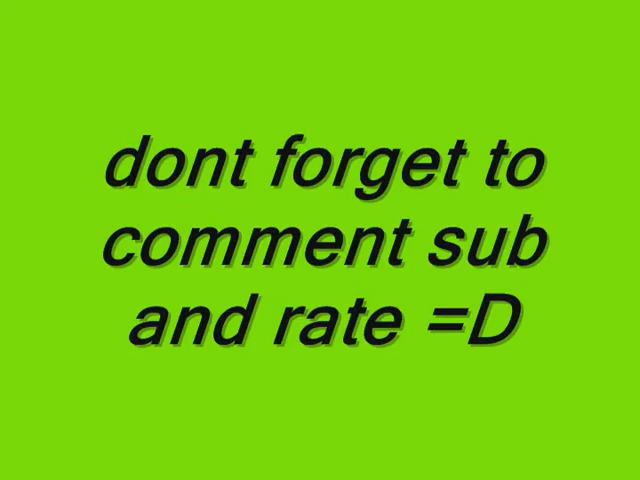 dont forget to
comment sub
and rate =D